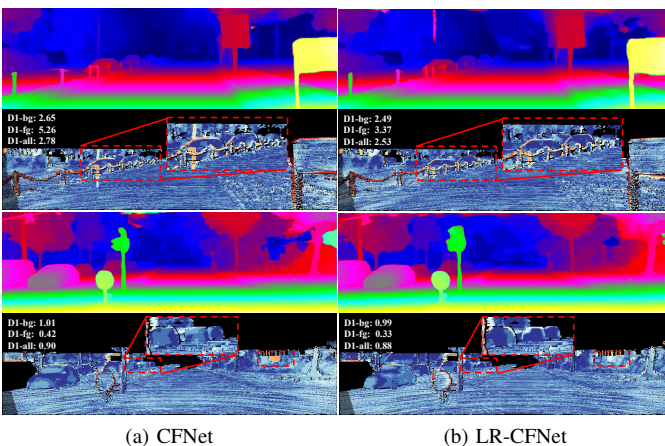 D1-bg: 2.65
D1-fg: 5.26
D1-all: 2.78
D1-bg: 2.49
D1-fg: 3.37
D1-all: 2.53
D1-bg: 1.01
D1-fg: 0.42
D1-all: 0.90
D1-bg: 0.99
D1-fg: 0.33
D1-all: 0.88
(a) CFNet
(b) LR-CFNet